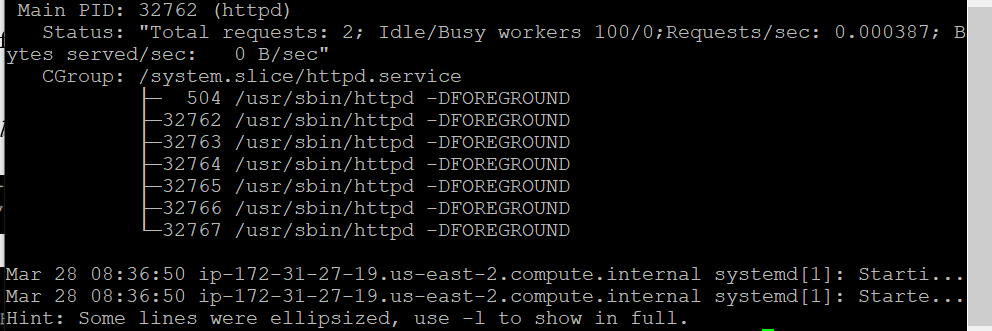 Main PID: 32762 (httpd)
Status: "Total requests: 2; Idle/Busy workers 100/0;Requests/sec: 0.000387; B
ytes served/sec:   0 B/sec"
CGroup: /system.slice/httpd.service
├─  504 /usr/sbin/httpd -DFOREGROUND
├─32762 /usr/sbin/httpd -DFOREGROUND
├─32763 /usr/sbin/httpd -DFOREGROUND
├─32764 /usr/sbin/httpd -DFOREGROUND
├─32765 /usr/sbin/httpd -DFOREGROUND
├─32766 /usr/sbin/httpd -DFOREGROUND
└─32767 /usr/sbin/httpd -DFOREGROUND
Mar 28 08:36:50 ip-172-31-27-19.us-east-2.compute.internal systemd[1]: Starti...
Mar 28 08:36:50 ip-172-31-27-19.us-east-2.compute.internal systemd[1]: Starte...
Hint: Some lines were ellipsized, use -l to show in full.